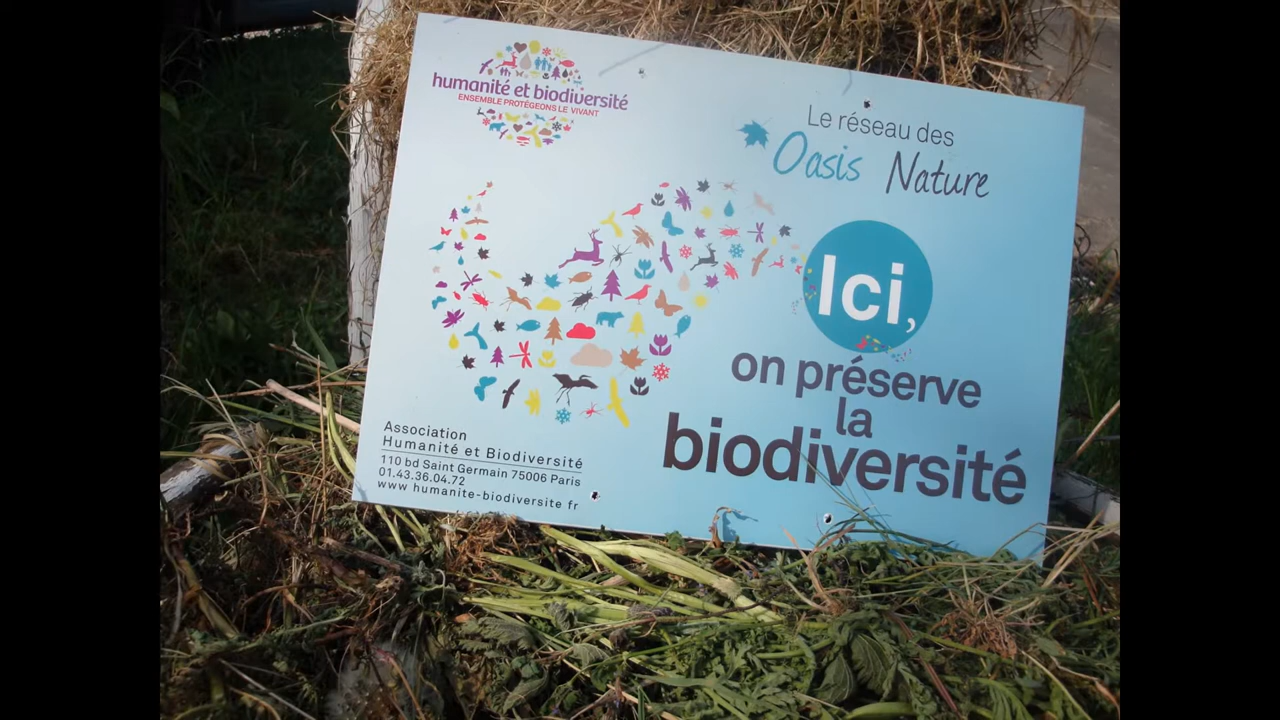 humanité et biodiversité
ENSEMBLE PROTÉGEONS LE VIVANT
Le réseau des
Oasis Nature
Ici,
on préserve
la
biodiversité
Association
Humanité et Biodiversité
110 bd Saint Germain 75006 Paris
01.43.36.04.72
www humanite-biodiversite fr